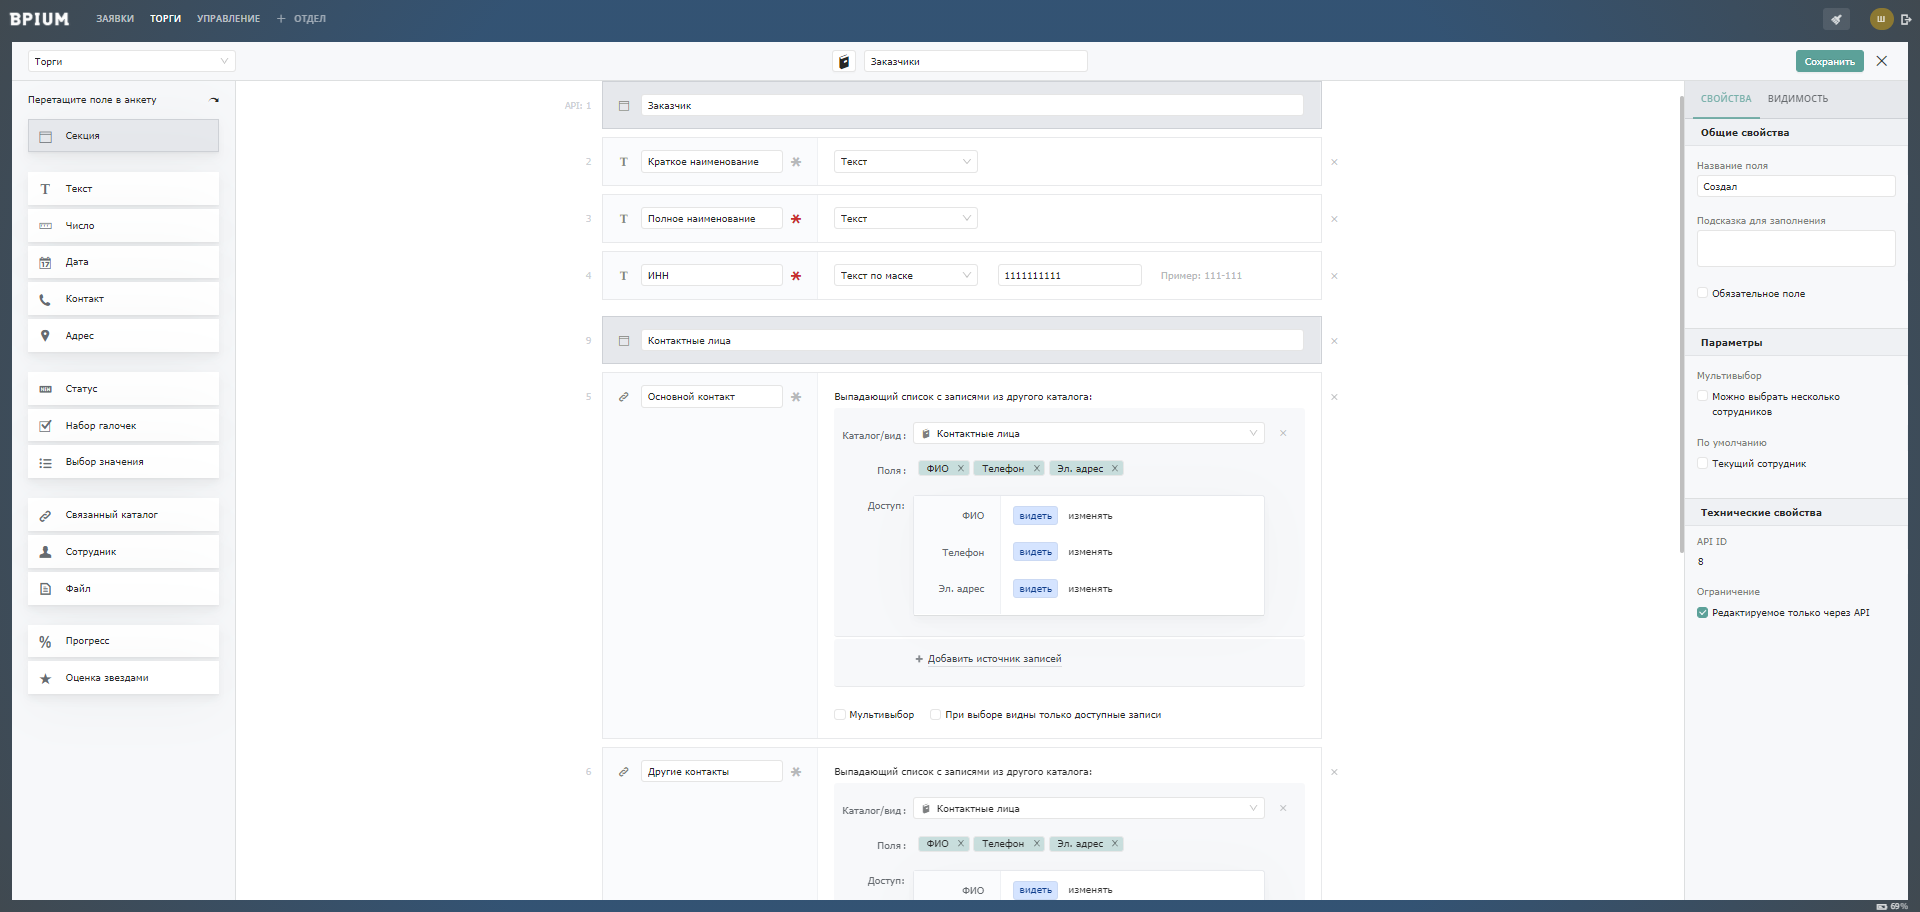 BPIUM ЗАЯВКИ ТОРГИ УПРАВЛЕНИЕ + ОТДЕЛ Ш
Торги Заказчики Сохранить
Перетащите поле в анкету
Секция
Текст
Число
17 Дата
Контакт
Адрес
Статус
Набор галочек
Выбор значения
Связанный каталог
Сотрудник
Файл
% Прогресс
Оценка звездами
API: 1 Заказчик
2 T Краткое наименование Текст
3 T Полное наименование Текст
4 T ИНН Текст по маске 1111111111 Пример: 111-111
9 Контактные лица
5 Основной контакт Выпадающий список с записями из другого каталога:
Каталог/вид: Контактные лица
Поля: ФИО X Телефон X Эл. адрес X
Доступ: ФИО видеть изменять
Телефон видеть изменять
Эл. адрес видеть изменять
+ Добавить источник записей
Мультивыбор При выборе видны только доступные записи
6 Другие контакты Выпадающий список с записями из другого каталога:
Каталог/вид: Контактные лица
Поля: ФИО X Телефон X Эл. адрес X
Доступ: ФИО видеть изменять
СВОЙСТВА ВИДИМОСТЬ
Общие свойства
Название поля
Создал
Подсказка для заполнения
Обязательное поле
Параметры
Мультивыбор
Можно выбрать несколько
сотрудников
По умолчанию
Текущий сотрудник
Технические свойства
API ID
8
Ограничение
Редактируемое только через API
69%